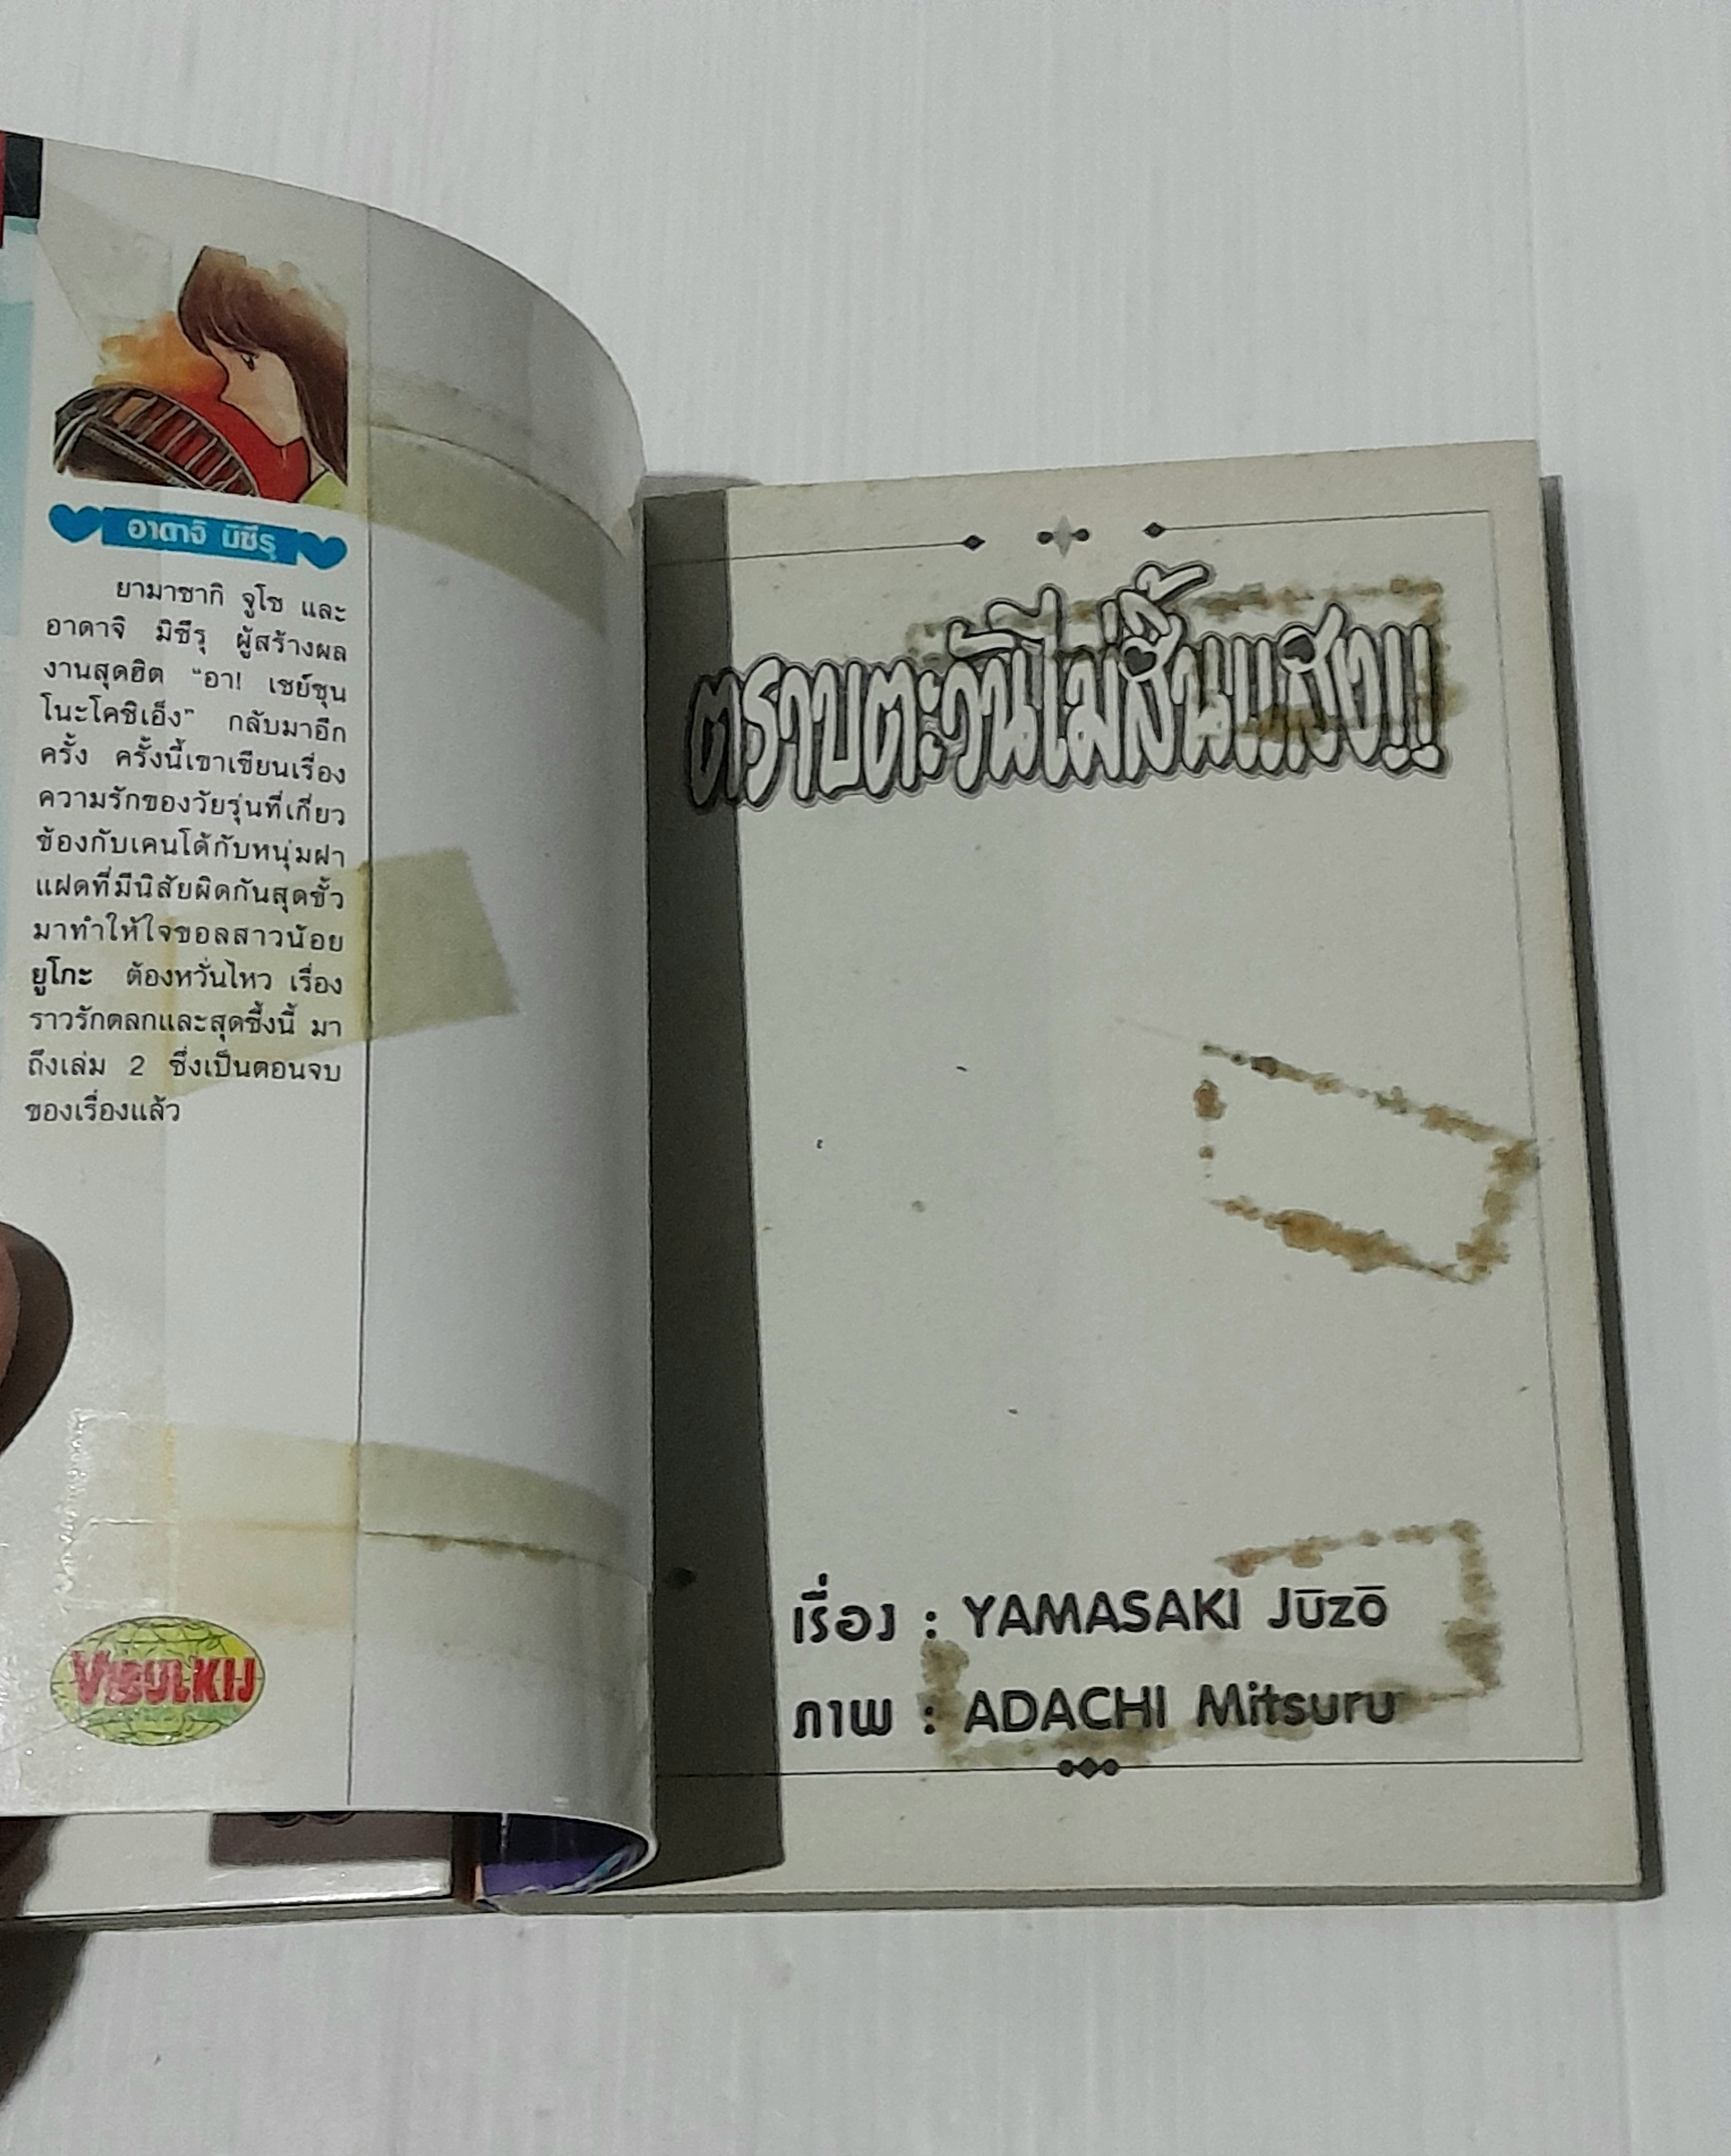 อาดาจิ มิซึรุ
ยามาซากิ จูโซ และ
อาดาจิ มิซึรุ ผู้สร้างผล
งานสุดฮิต "อา! เซย์ชุน
โนะโคชิเอ็ง" กลับมาอีก
ครั้ง ครั้งนี้เขาเขียนเรื่อง
ความรักของวัยรุ่นที่เกี่ยว
ข้องกับเคนโด้กับหนุ่มฝา
แฝดที่มีนิสัยผิดกันสุดขั้ว
มาทำให้ใจขอลสาวน้อย
ยูโกะ ต้องหวั่นไหว เรื่อง
ราวรักตลกและสุดซึ้งนี้ มา
ถึงเล่ม 2 ซึ่งเป็นตอนจบ
ของเรื่องแล้ว
VIBULKIJ
ตราบตะวันไม่สิ้นแสง!!
เรื่อง : YAMASAKI Jūzō
ภาพ : ADACHI Mitsuru